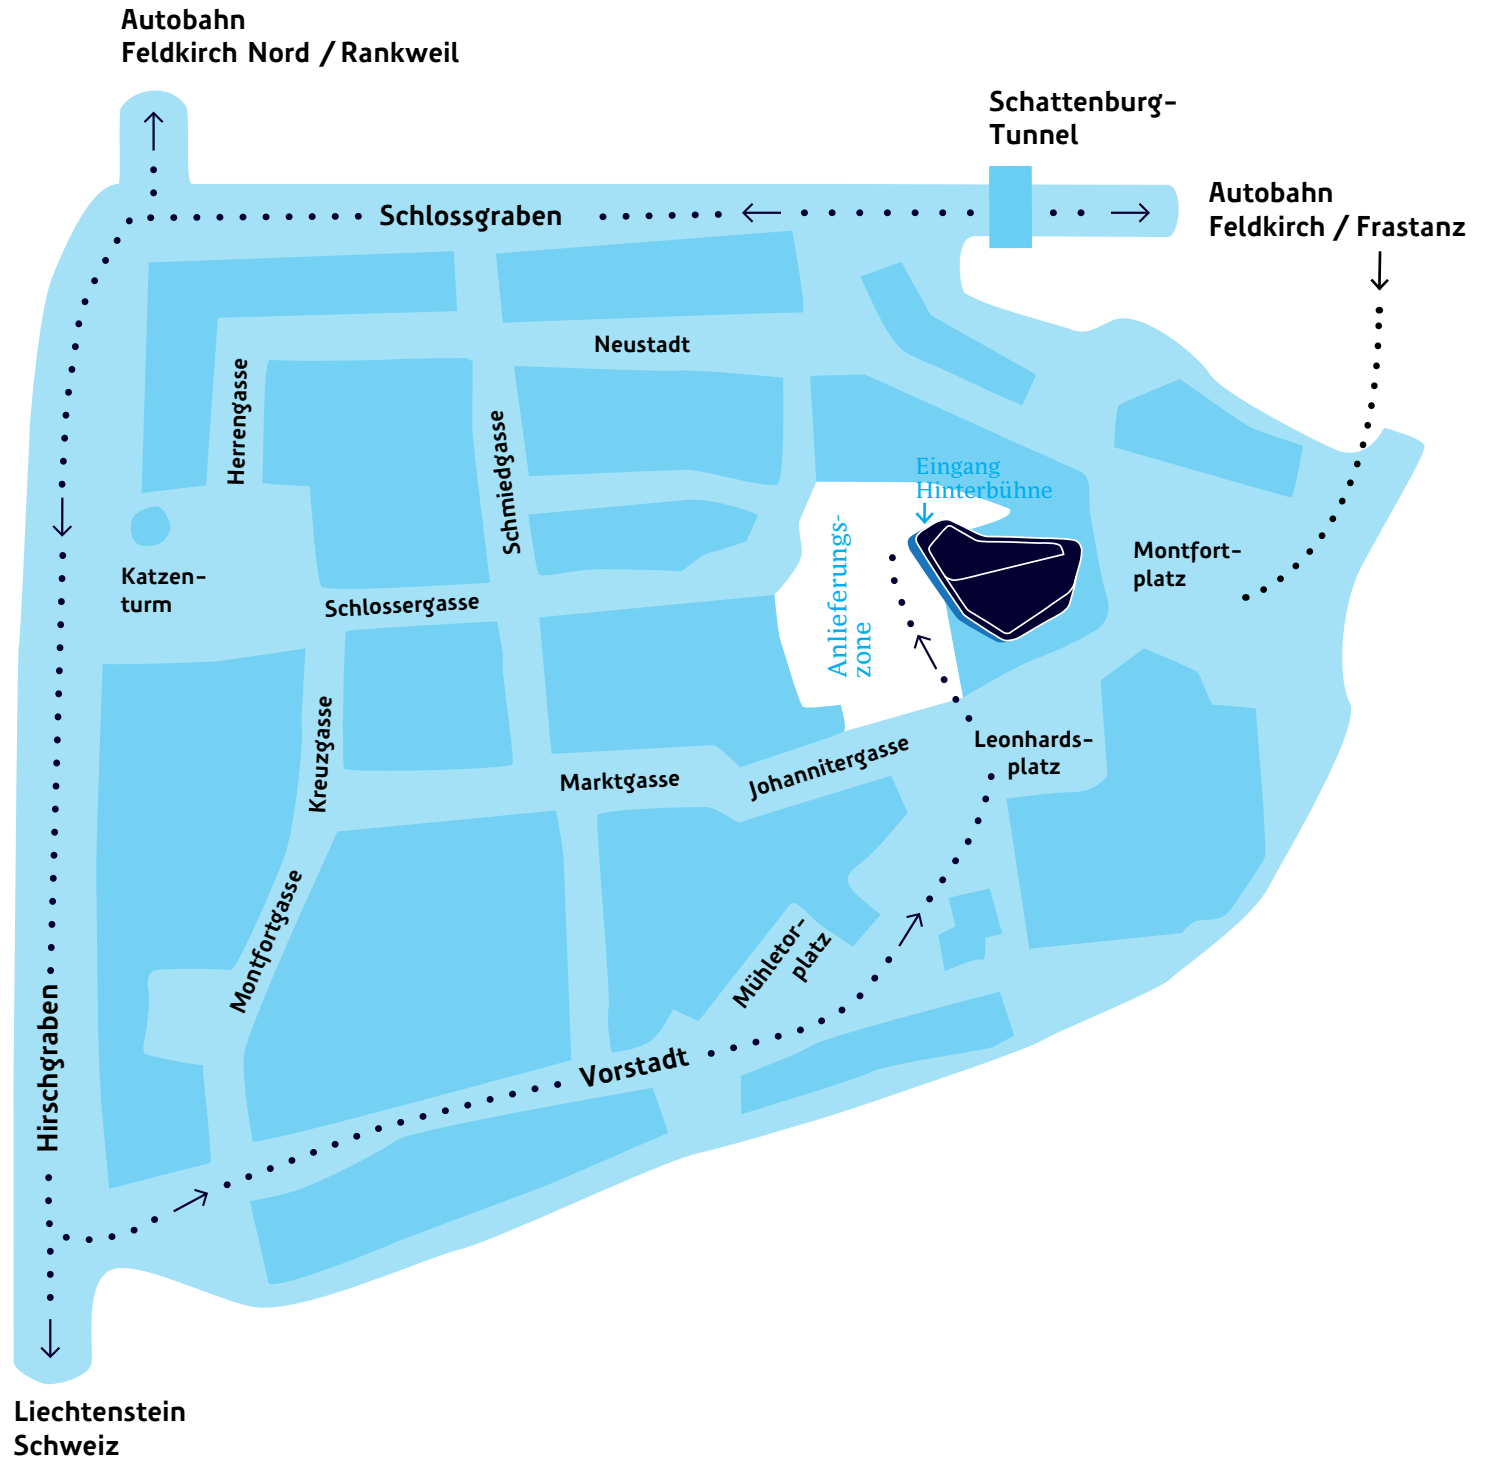 Autobahn
Feldkirch Nord / Rankweil
Schattenburg-
Tunnel
Autobahn
Feldkirch / Frastanz
Schlossgraben
Neustadt
Herrengasse
Schmiedgasse
Eingang
Hinterbühne
Anlieferungs-
zone
Montfort-
platz
Katzen-
turm
Schlossergasse
Kreuzgasse
Leonhards-
platz
Marktgasse
Johannitergasse
Montfortgasse
Mühletor-
platz
Hirschgraben
Vorstadt
Liechtenstein
Schweiz